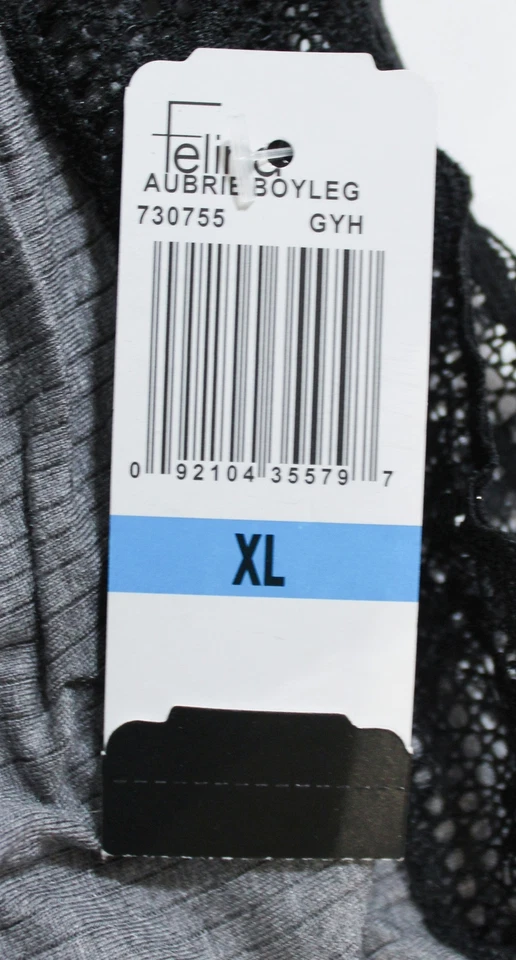 Felina
AUBRIE BOYLEG
730755 GYH
0 92104 35579 7
XL